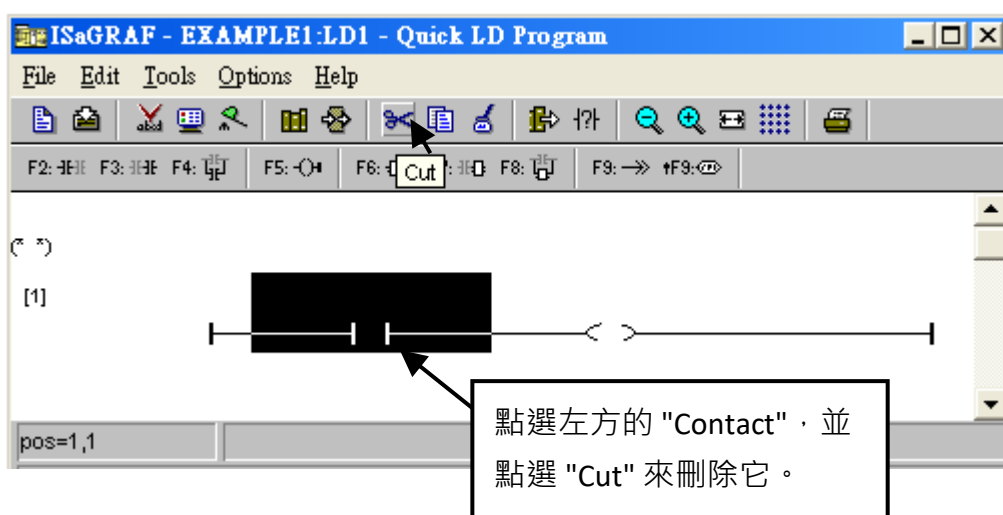 ISaGRAF - EXAMPLE1:LD1 - Quick LD Program
File Edit Tools Options Help
F2: F3: F4: F5: F6: F8: F9: F9:
Cut
(* *)
[1]
點選左方的 "Contact"，並
點選 "Cut" 來刪除它。
pos=1,1